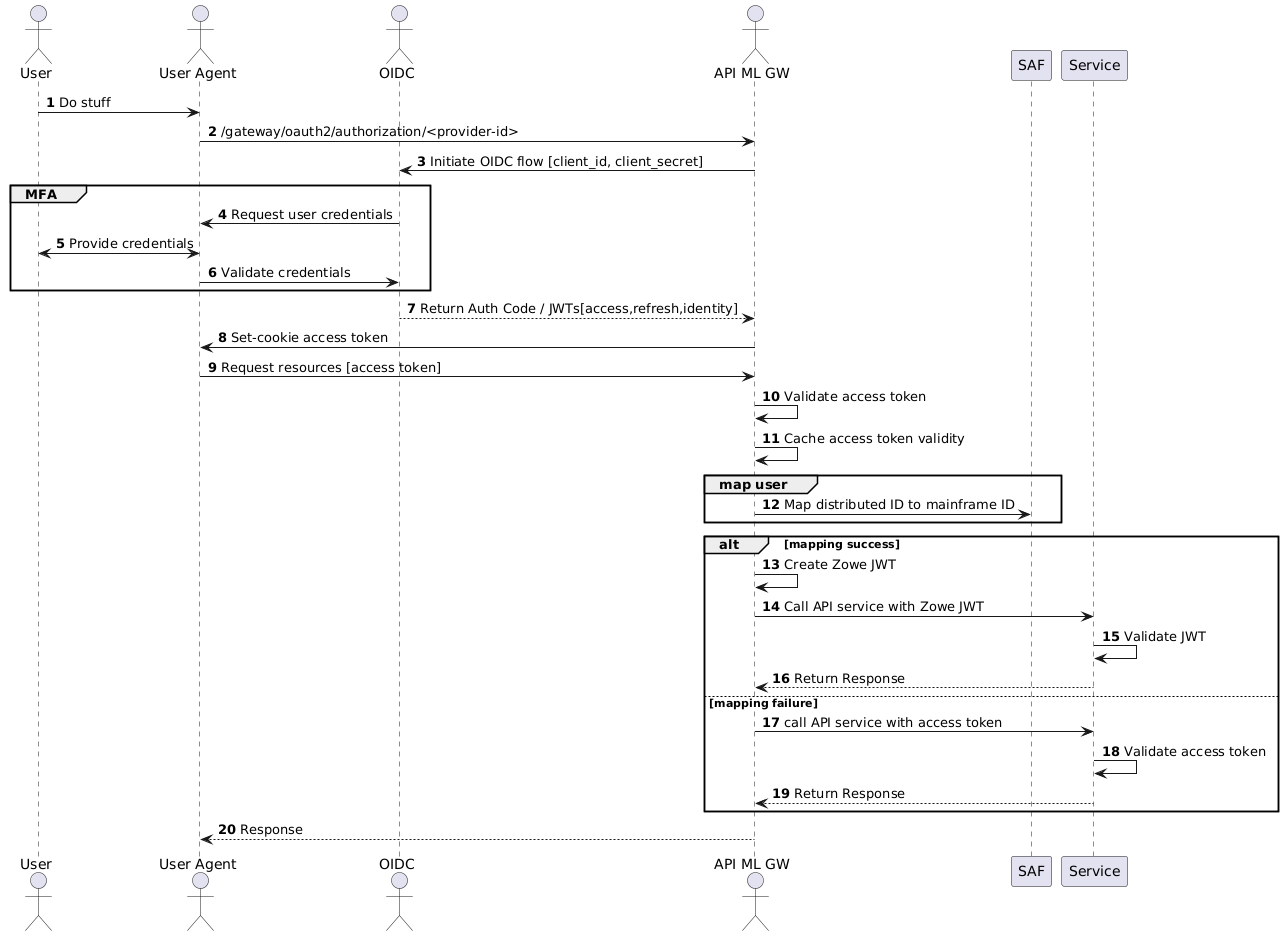 User
User Agent
OIDC
API ML GW
SAF
Service
1 Do stuff
2 /gateway/oauth2/authorization/<provider-id>
3 Initiate OIDC flow [client_id, client_secret]
MFA
4 Request user credentials
5 Provide credentials
6 Validate credentials
7 Return Auth Code / JWTs[access,refresh,identity]
8 Set-cookie access token
9 Request resources [access token]
10 Validate access token
11 Cache access token validity
map user
12 Map distributed ID to mainframe ID
alt [mapping success]
13 Create Zowe JWT
14 Call API service with Zowe JWT
15 Validate JWT
16 Return Response
[mapping failure]
17 call API service with access token
18 Validate access token
19 Return Response
20 Response
User
User Agent
OIDC
API ML GW
SAF
Service